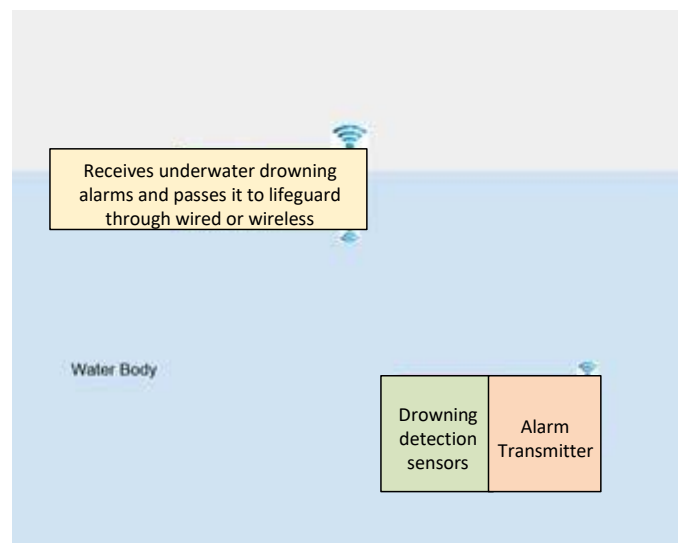 Receives underwater drowning
alarms and passes it to lifeguard
through wired or wireless
Water Body
Drowning
detection
sensors
Alarm
Transmitter